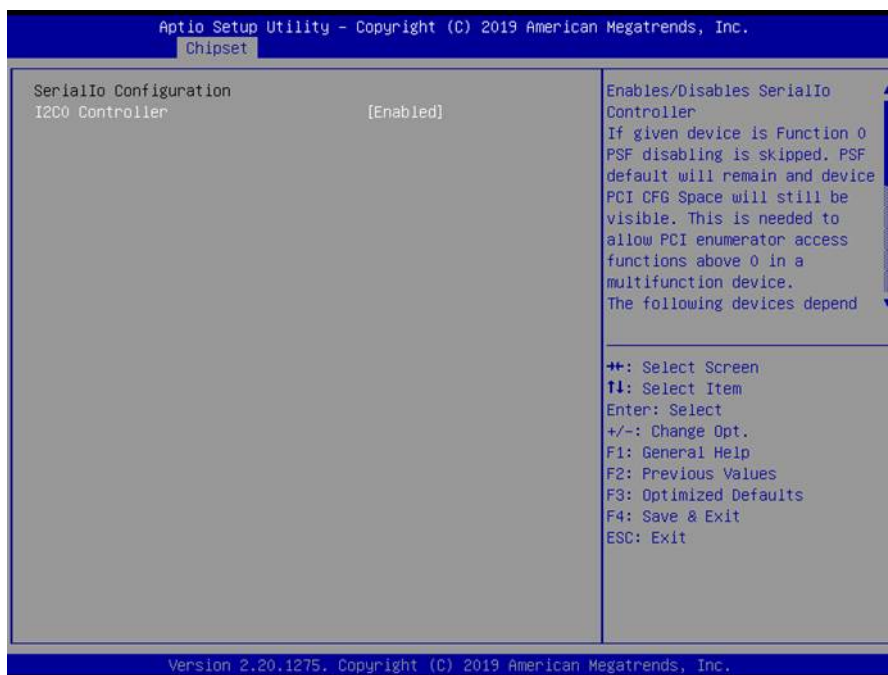 Aptio Setup Utility – Copyright (C) 2019 American Megatrends, Inc.
Chipset
SerialIo Configuration
I2C0 Controller [Enabled]
Enables/Disables SerialIo
Controller
If given device is Function 0
PSF disabling is skipped. PSF
default will remain and device
PCI CFG Space will still be
visible. This is needed to
allow PCI enumerator access
functions above 0 in a
multifunction device.
The following devices depend
→←: Select Screen
↑↓: Select Item
Enter: Select
+/-: Change Opt.
F1: General Help
F2: Previous Values
F3: Optimized Defaults
F4: Save & Exit
ESC: Exit
Version 2.20.1275. Copyright (C) 2019 American Megatrends, Inc.